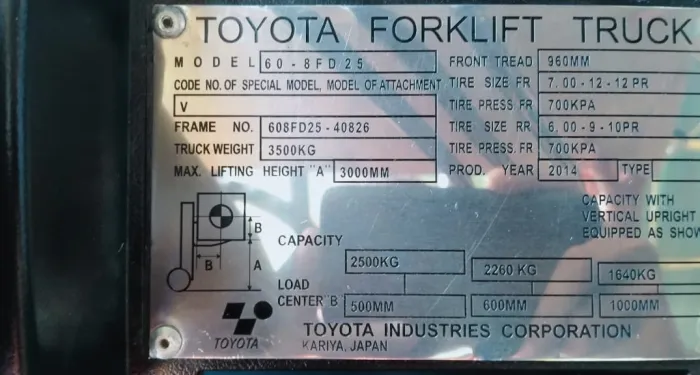 TOYOTA FORKLIFT TRUCK
MODEL 60-8FD25 FRONT TREAD 960MM
CODE NO. OF SPECIAL MODEL, MODEL OF ATTACHMENT TIRE SIZE FR 7.00-12-12PR
V TIRE PRESS. FR 700KPA
FRAME NO. 608FD25-40826 TIRE SIZE RR 6.00-9-10PR
TRUCK WEIGHT 3500KG TIRE PRESS. FR 700KPA
MAX. LIFTING HEIGHT "A" 3000MM PROD. YEAR 2014 TYPE
CAPACITY WITH
VERTICAL UPRIGHT
EQUIPPED AS SHOW
B
B A
CAPACITY 2500KG 2260 KG 1640KG
LOAD
CENTER B 500MM 600MM 1000MM
TOYOTA
TOYOTA INDUSTRIES CORPORATION
KARIYA, JAPAN